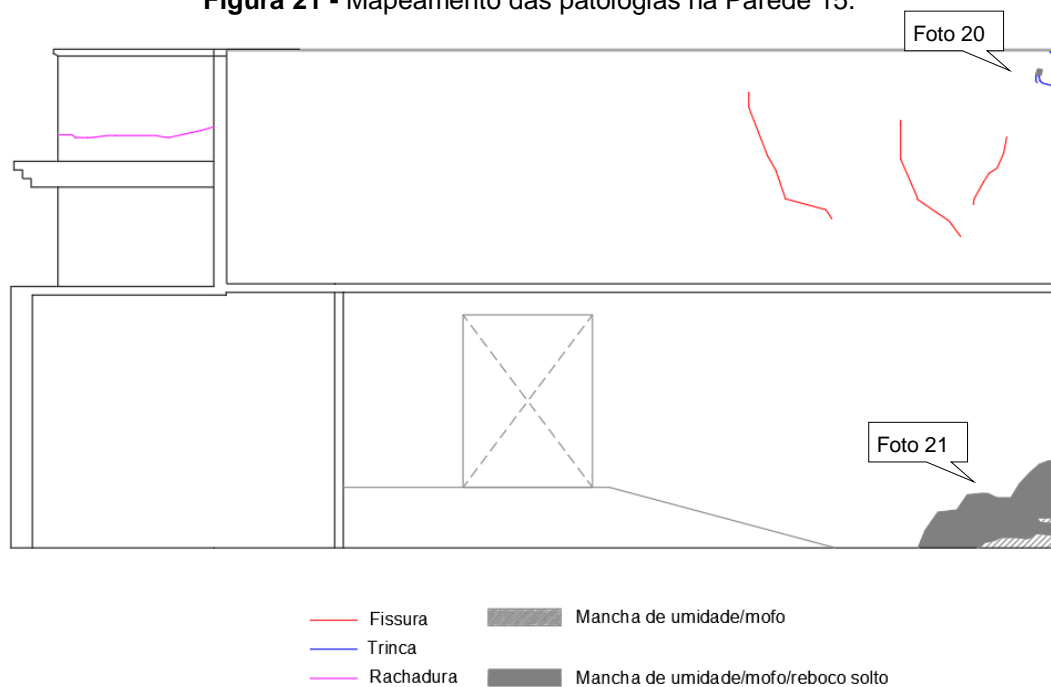 Figura 21 - Mapeamento das patologias na Parede 15.
Foto 20
Foto 21
Fissura
Trinca
Rachadura
Mancha de umidade/mofo
Mancha de umidade/mofo/reboco solto